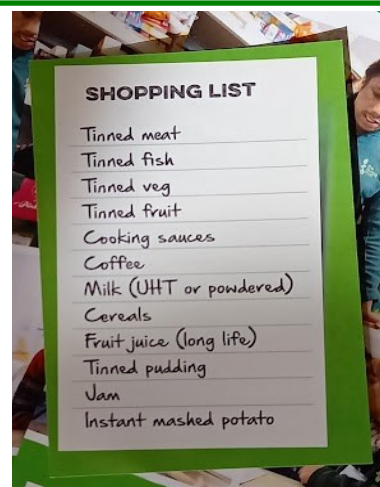 SHOPPING LIST
Tinned meat
Tinned fish
Tinned veg
Tinned fruit
Cooking sauces
Coffee
Milk (UHT or powdered)
Cereals
Fruit juice (long life)
Tinned pudding
Jam
Instant mashed potato